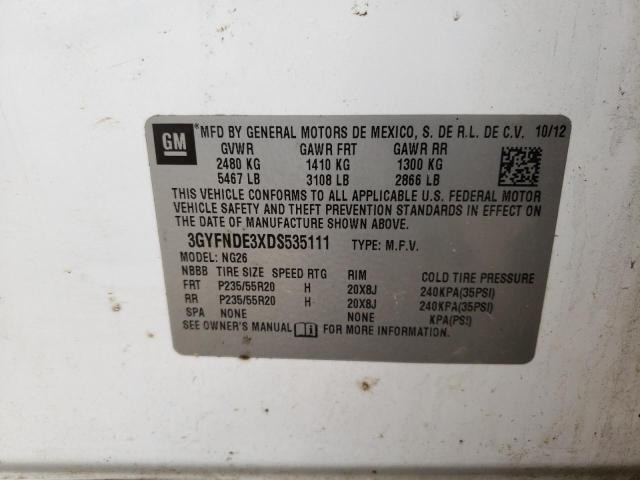 GM
*MFD BY GENERAL MOTORS DE MEXICO, S. DE R.L. DE C.V. 10/12
GVWR GAWR FRT GAWR RR
2480 KG 1410 KG 1300 KG
5467 LB 3108 LB 2866 LB
THIS VEHICLE CONFORMS TO ALL APPLICABLE U.S. FEDERAL MOTOR
VEHICLE SAFETY AND THEFT PREVENTION STANDARDS IN EFFECT ON
THE DATE OF MANUFACTURE SHOWN ABOVE.
3GYFNDE3XDS535111 TYPE: M.P.V.
MODEL: NG26
NBBB TIRE SIZE SPEED RTG RIM COLD TIRE PRESSURE
FRT P235/55R20 H 20X8J 240KPA(35PSI)
RR P235/55R20 H 20X8J 240KPA(35PSI)
SPA NONE NONE KPA(PSI)
SEE OWNER'S MANUAL FOR MORE INFORMATION.